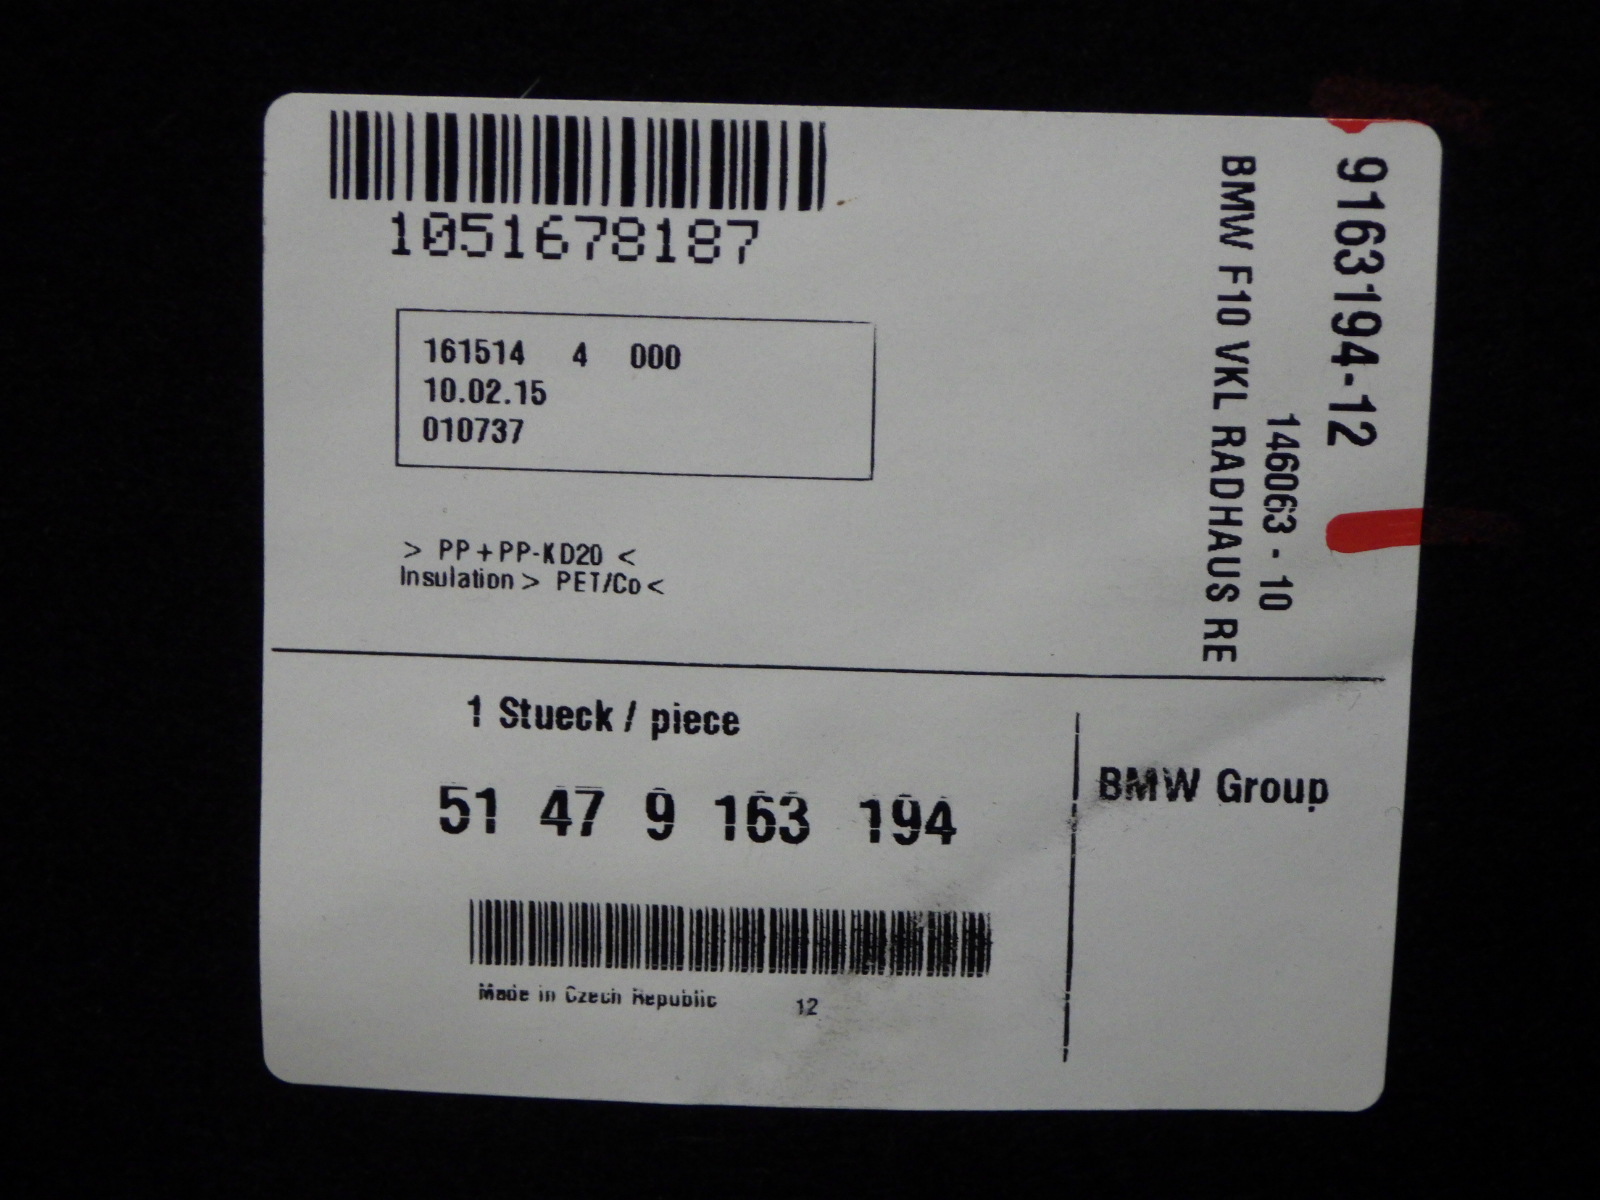 1051678187
161514 4 000
10.02.15
010737
> PP+PP-KD20 <
Insulation > PET/Co <
9163194-12
146063 - 10
BMW F10 VKL RADHAUS RE
1 Stueck / piece
51 47 9 163 194
Made in Czech Republic 12
BMW Group